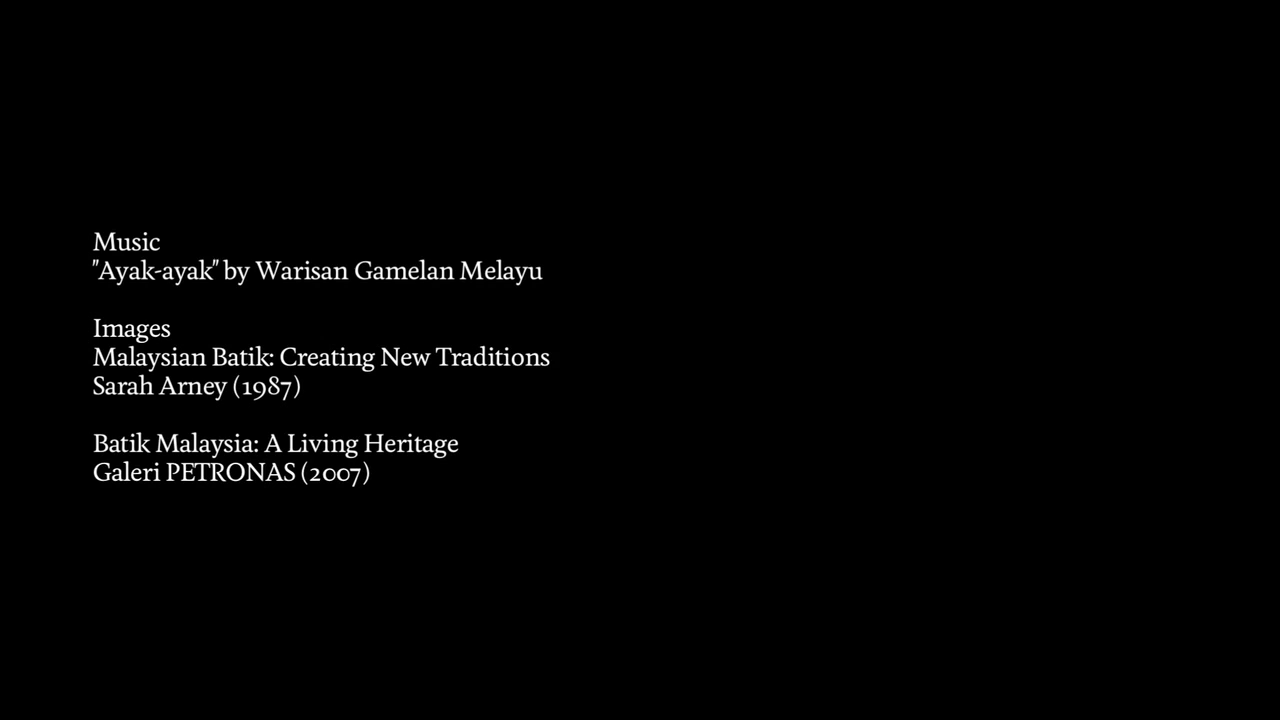 Music
"Ayak-ayak" by Warisan Gamelan Melayu
Images
Malaysian Batik: Creating New Traditions
Sarah Arney (1987)
Batik Malaysia: A Living Heritage
Galeri PETRONAS (2007)